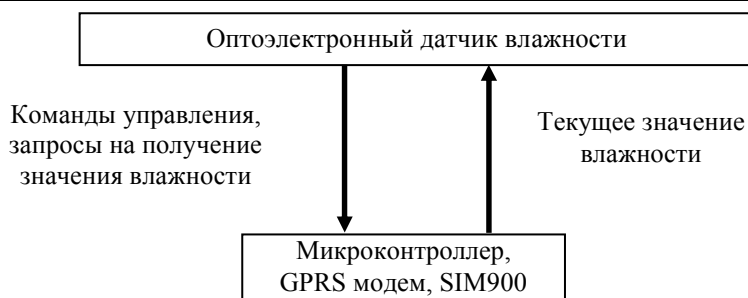 Оптоэлектронный датчик влажности
Команды управления,
запросы на получение
значения влажности
Текущее значение
влажности
Микроконтроллер,
GPRS модем, SIM900